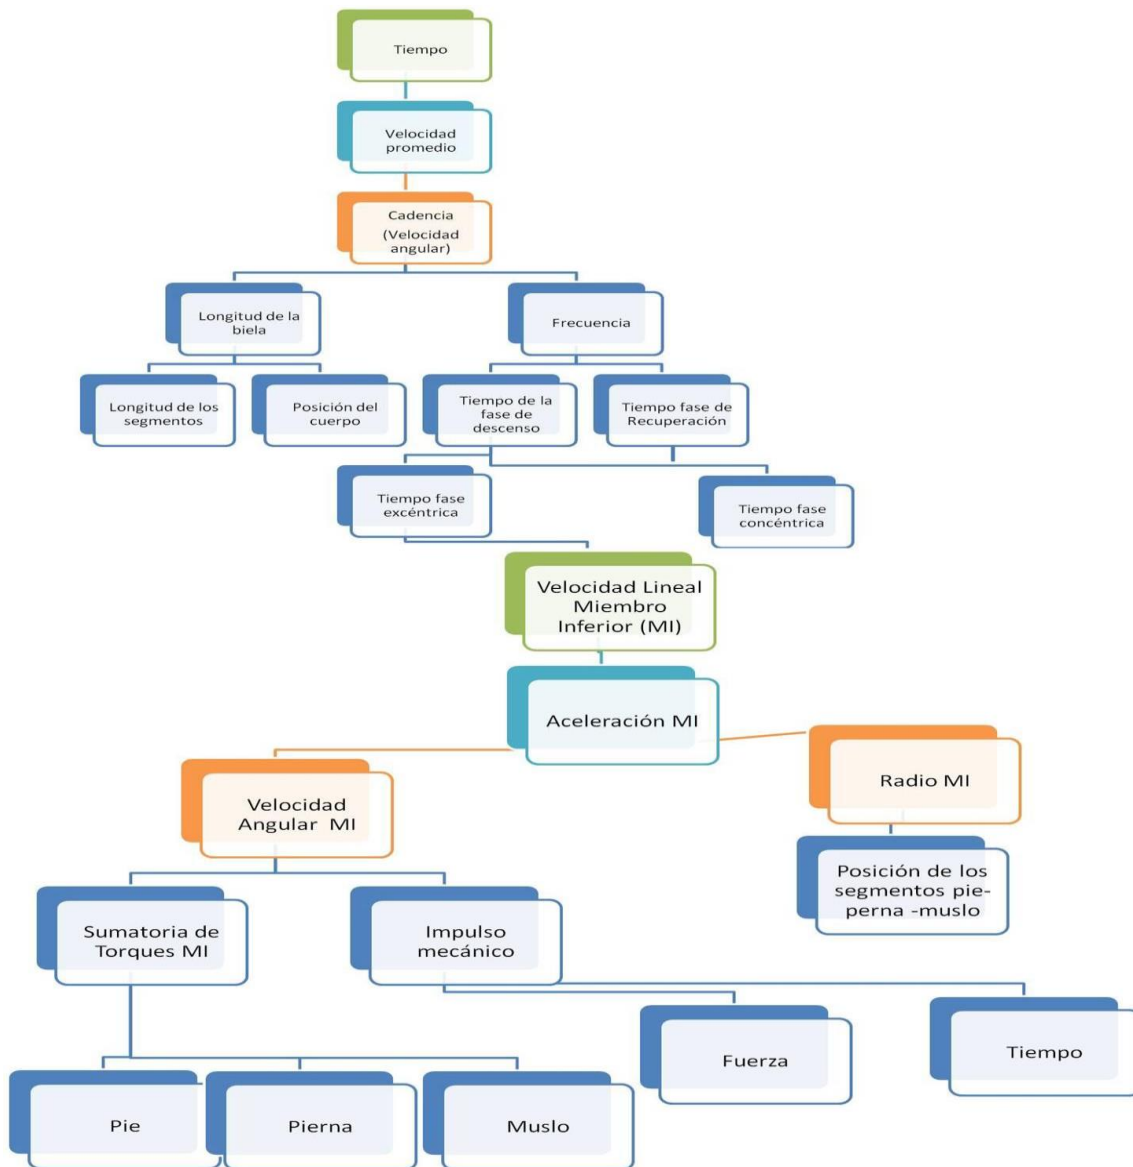 Tiempo
Velocidad
promedio
Cadencia
(Velocidad
angular)
Longitud de la
biela
Frecuencia
Longitud de los
segmentos
Posición del
cuerpo
Tiempo de la
fase de
descenso
Tiempo fase de
Recuperación
Tiempo fase
excéntrica
Tiempo fase
concéntrica
Velocidad Lineal
Miembro
Inferior (MI)
Aceleración MI
Radio MI
Velocidad
Angular MI
Posición de los
segmentos pie-
perna -muslo
Sumatoria de
Torques MI
Impulso
mecánico
Fuerza
Tiempo
Pie
Pierna
Muslo